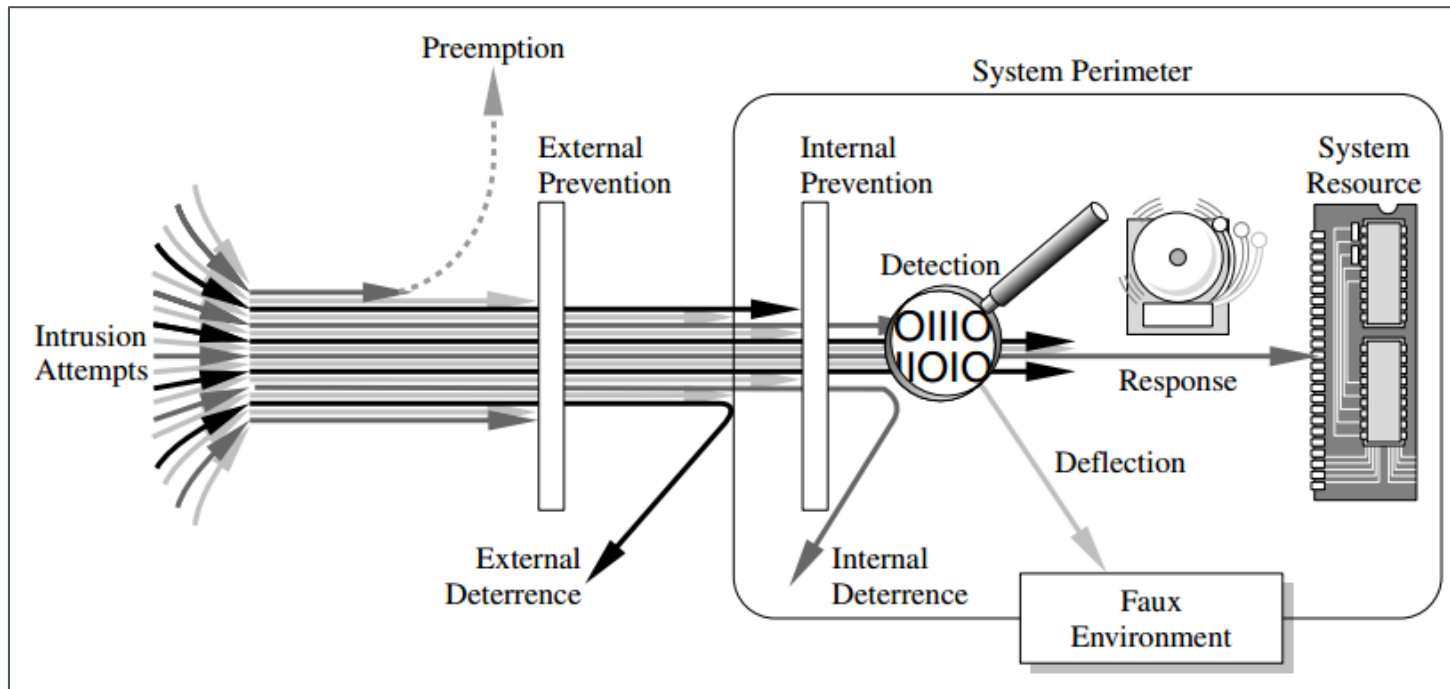 Preemption
System Perimeter
External
Prevention
Internal
Prevention
System
Resource
Detection
OIIIO
IJOIO
Intrusion
Attempts
Response
Deflection
External
Deterrence
Internal
Deterrence
Faux
Environment